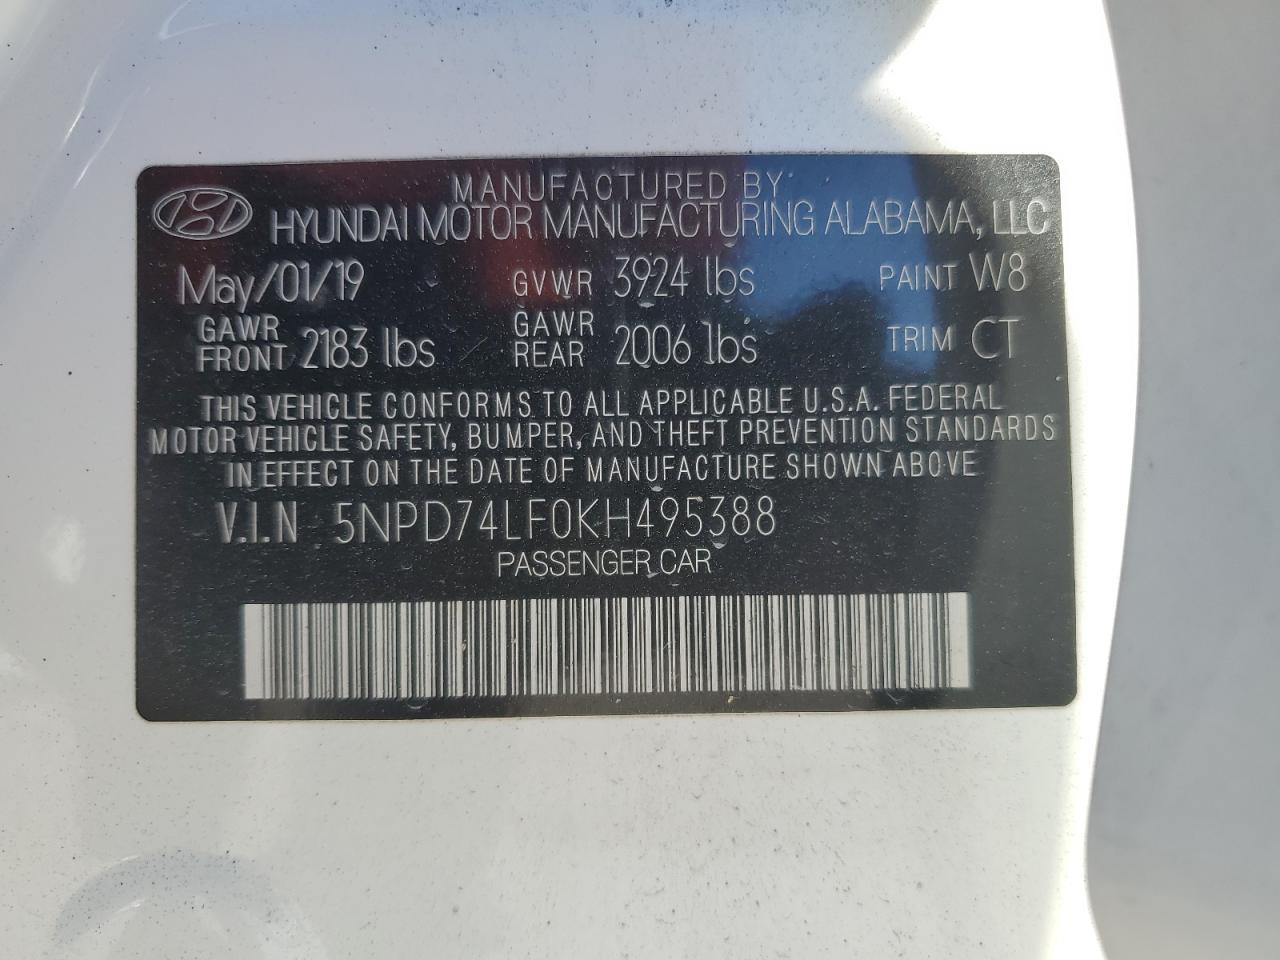 MANUFACTURED BY
HYUNDAI MOTOR MANUFACTURING ALABAMA, LLC
May/01/19 GVWR 3924 lbs PAINT W8
GAWR FRONT 2183 lbs GAWR REAR 2006 lbs TRIM CT
THIS VEHICLE CONFORMS TO ALL APPLICABLE U.S.A. FEDERAL
MOTOR VEHICLE SAFETY, BUMPER, AND THEFT PREVENTION STANDARDS
IN EFFECT ON THE DATE OF MANUFACTURE SHOWN ABOVE
V.I.N 5NPD74LF0KH495388
PASSENGER CAR